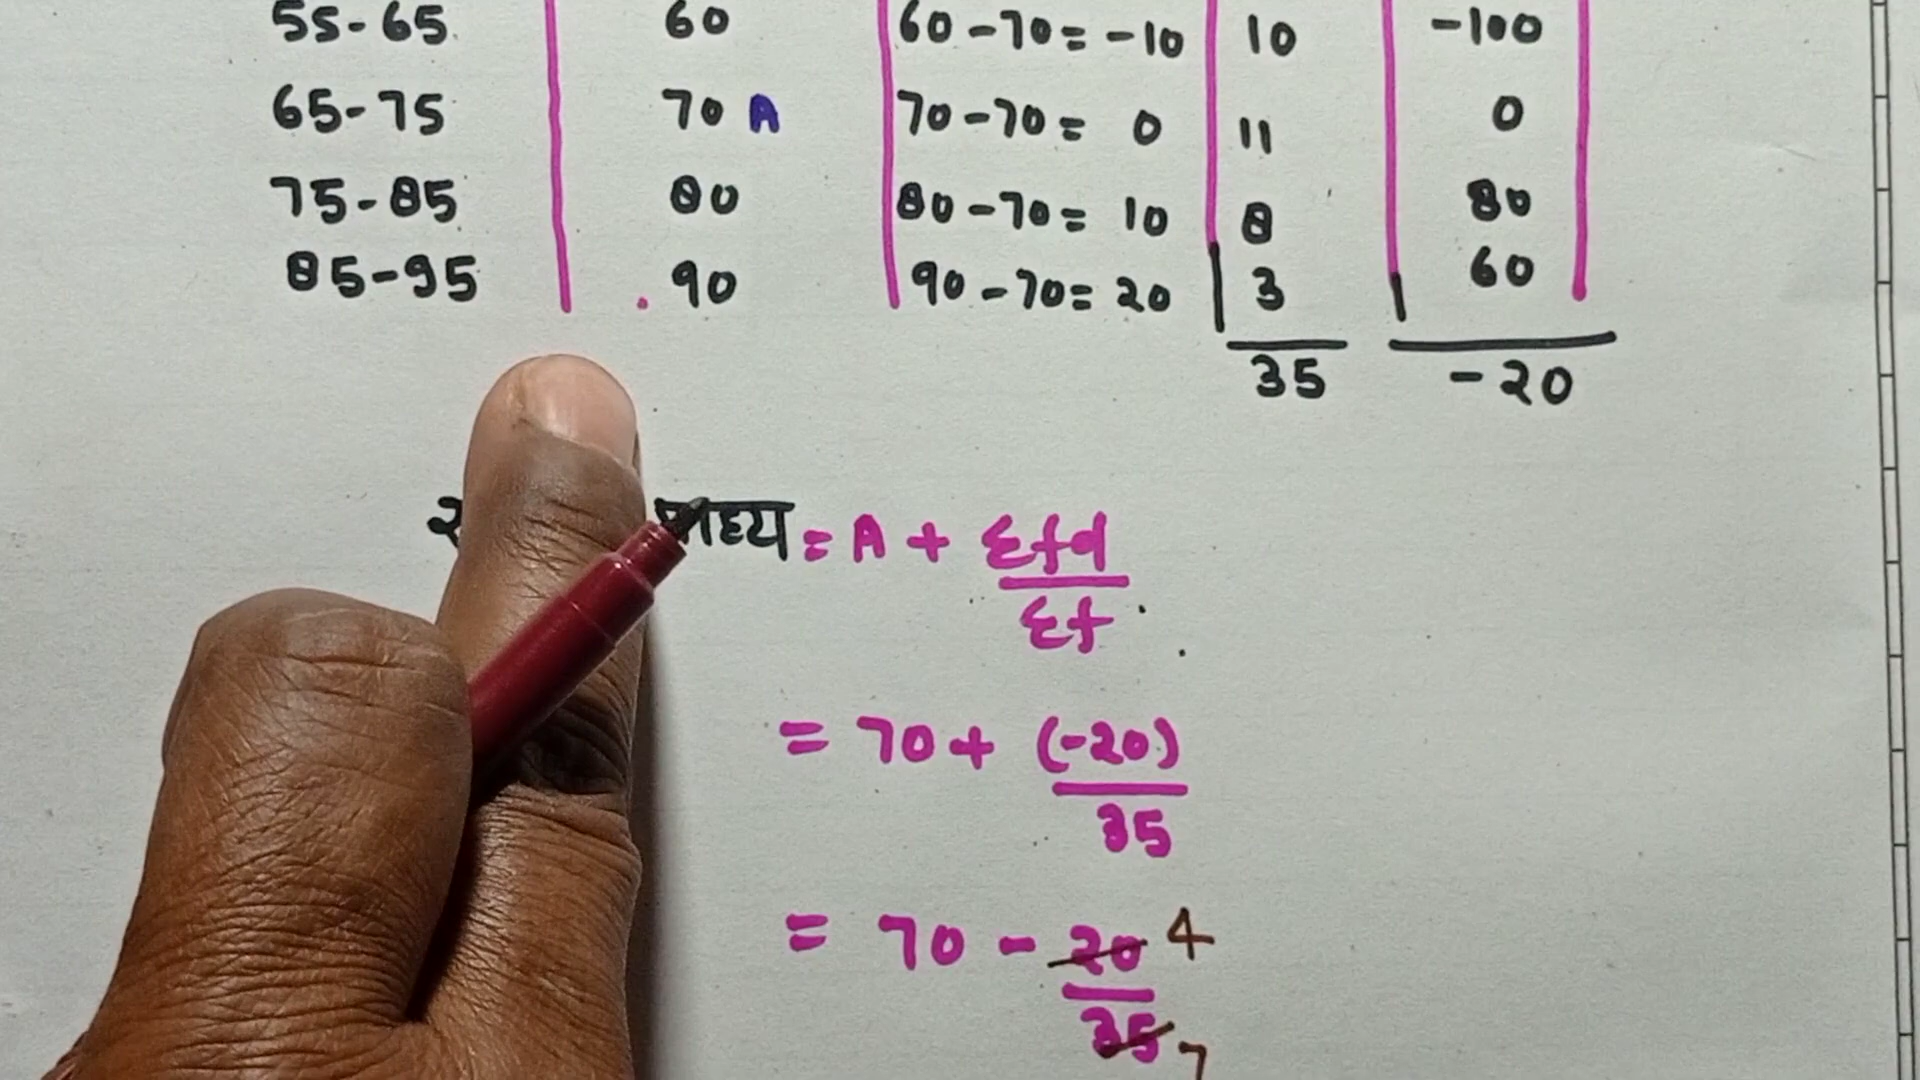 55-65 60 60-70= -10 10 -100
65-75 70 A 70-70= 0 11 0
75-85 80 80-70= 10 8 80
85-95 90 90-70= 20 3 60
35 -20
= A + Σfd
Σf
= 70 + (-20)
35
= 70 - 20 4
35 7